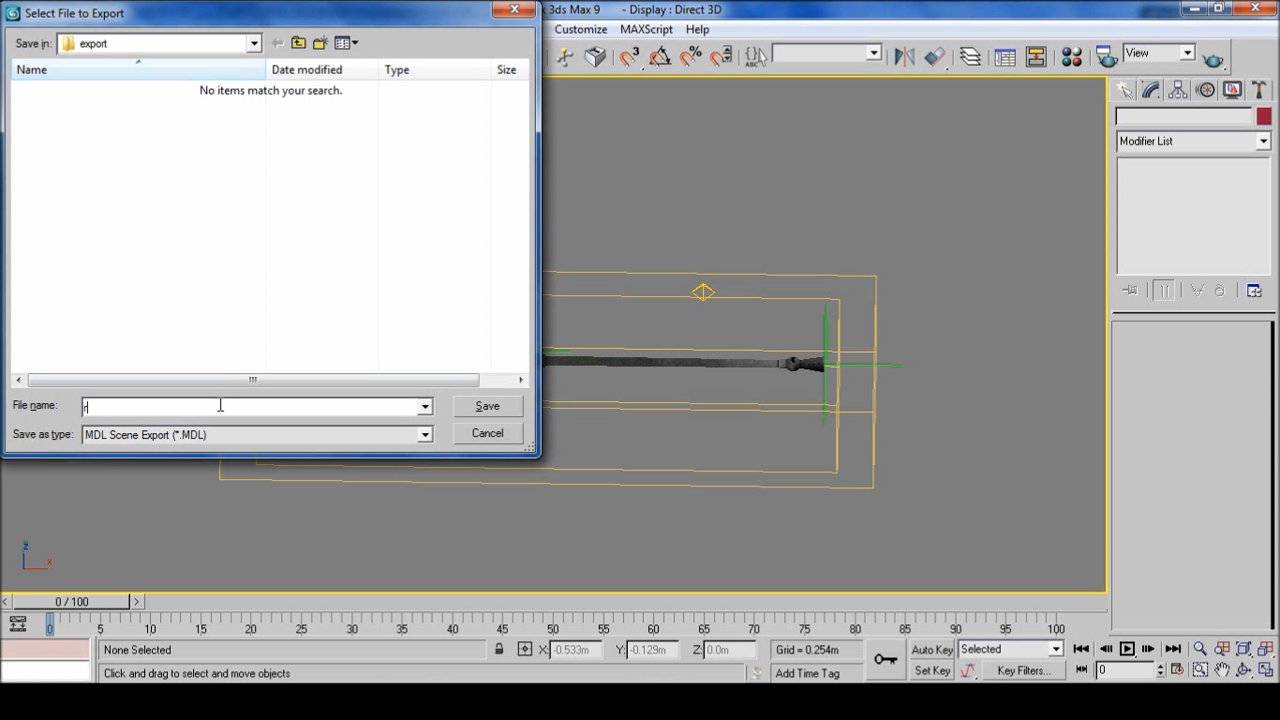 Select File to Export
k 3ds Max 9 - Display : Direct 3D
Customize MAXScript Help
Save in: export
View
Name Date modified Type Size
No items match your search.
Modifier List
File name: r
Save
Save as type: MDL Scene Export (*.MDL)
Cancel
z
x
0 / 100
0 5 10 15 20 25 30 35 40 45 50 55 60 65 70 75 80 85 90 95 100
None Selected X: -0.533m Y: -0.129m Z: 0.0m Grid = 0.254m Auto Key Selected
Click and drag to select and move objects Add Time Tag Set Key Key Filters... 0